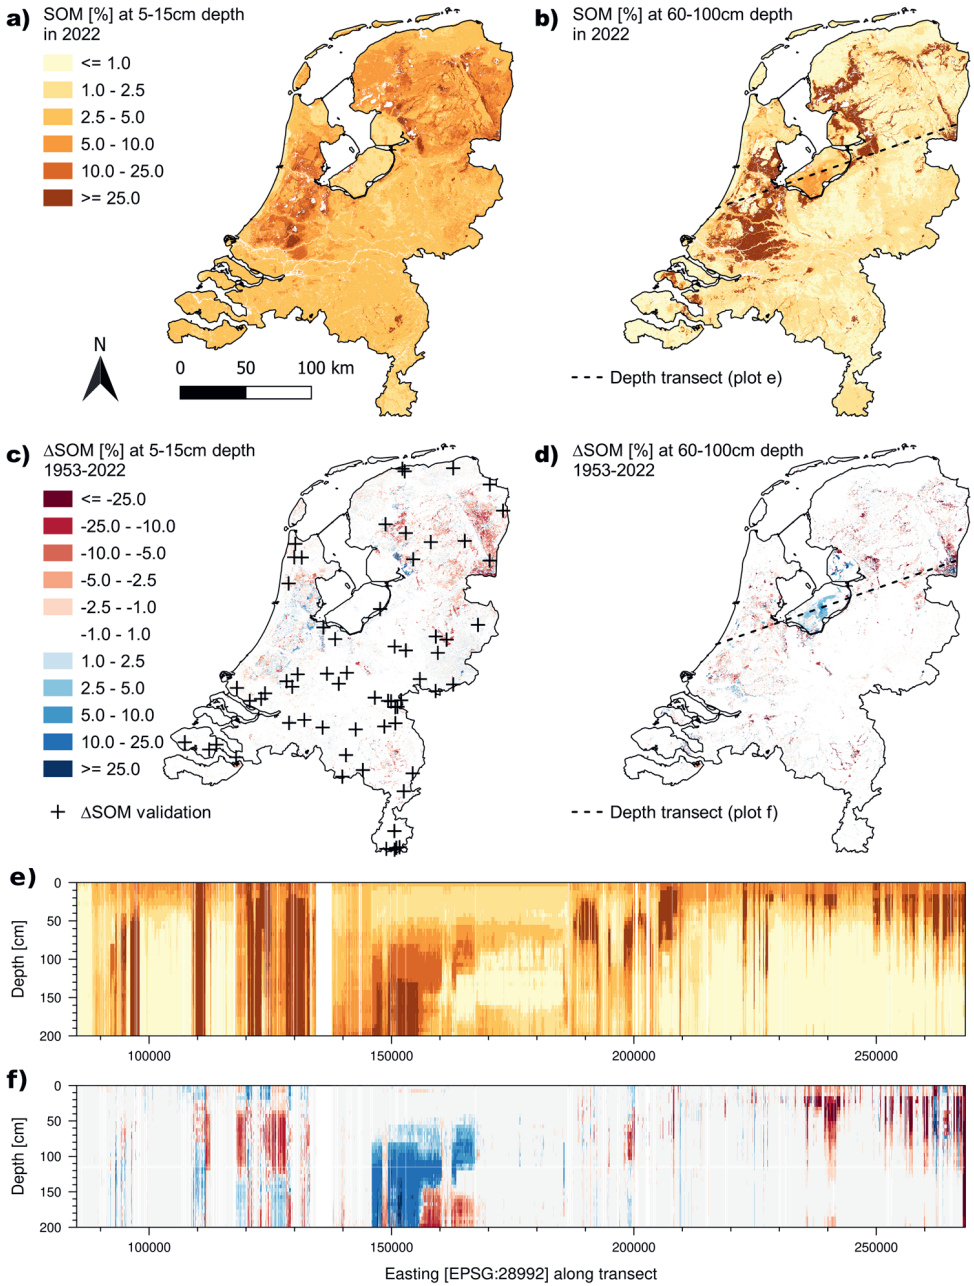 a) SOM [%] at 5-15cm depth
in 2022
<= 1.0
1.0 - 2.5
2.5 - 5.0
5.0 - 10.0
10.0 - 25.0
>= 25.0
N
0 50 100 km
b) SOM [%] at 60-100cm depth
in 2022
Depth transect (plot e)
c) ΔSOM [%] at 5-15cm depth
1953-2022
<= -25.0
-25.0 - -10.0
-10.0 - -5.0
-5.0 - -2.5
-2.5 - -1.0
-1.0 - 1.0
1.0 - 2.5
2.5 - 5.0
5.0 - 10.0
10.0 - 25.0
>= 25.0
ΔSOM validation
d) ΔSOM [%] at 60-100cm depth
1953-2022
Depth transect (plot f)
e)
Depth [cm]
0
50
100
150
200
100000 150000 200000 250000
f)
Depth [cm]
0
50
100
150
200
100000 150000 200000 250000
Easting [EPSG:28992] along transect